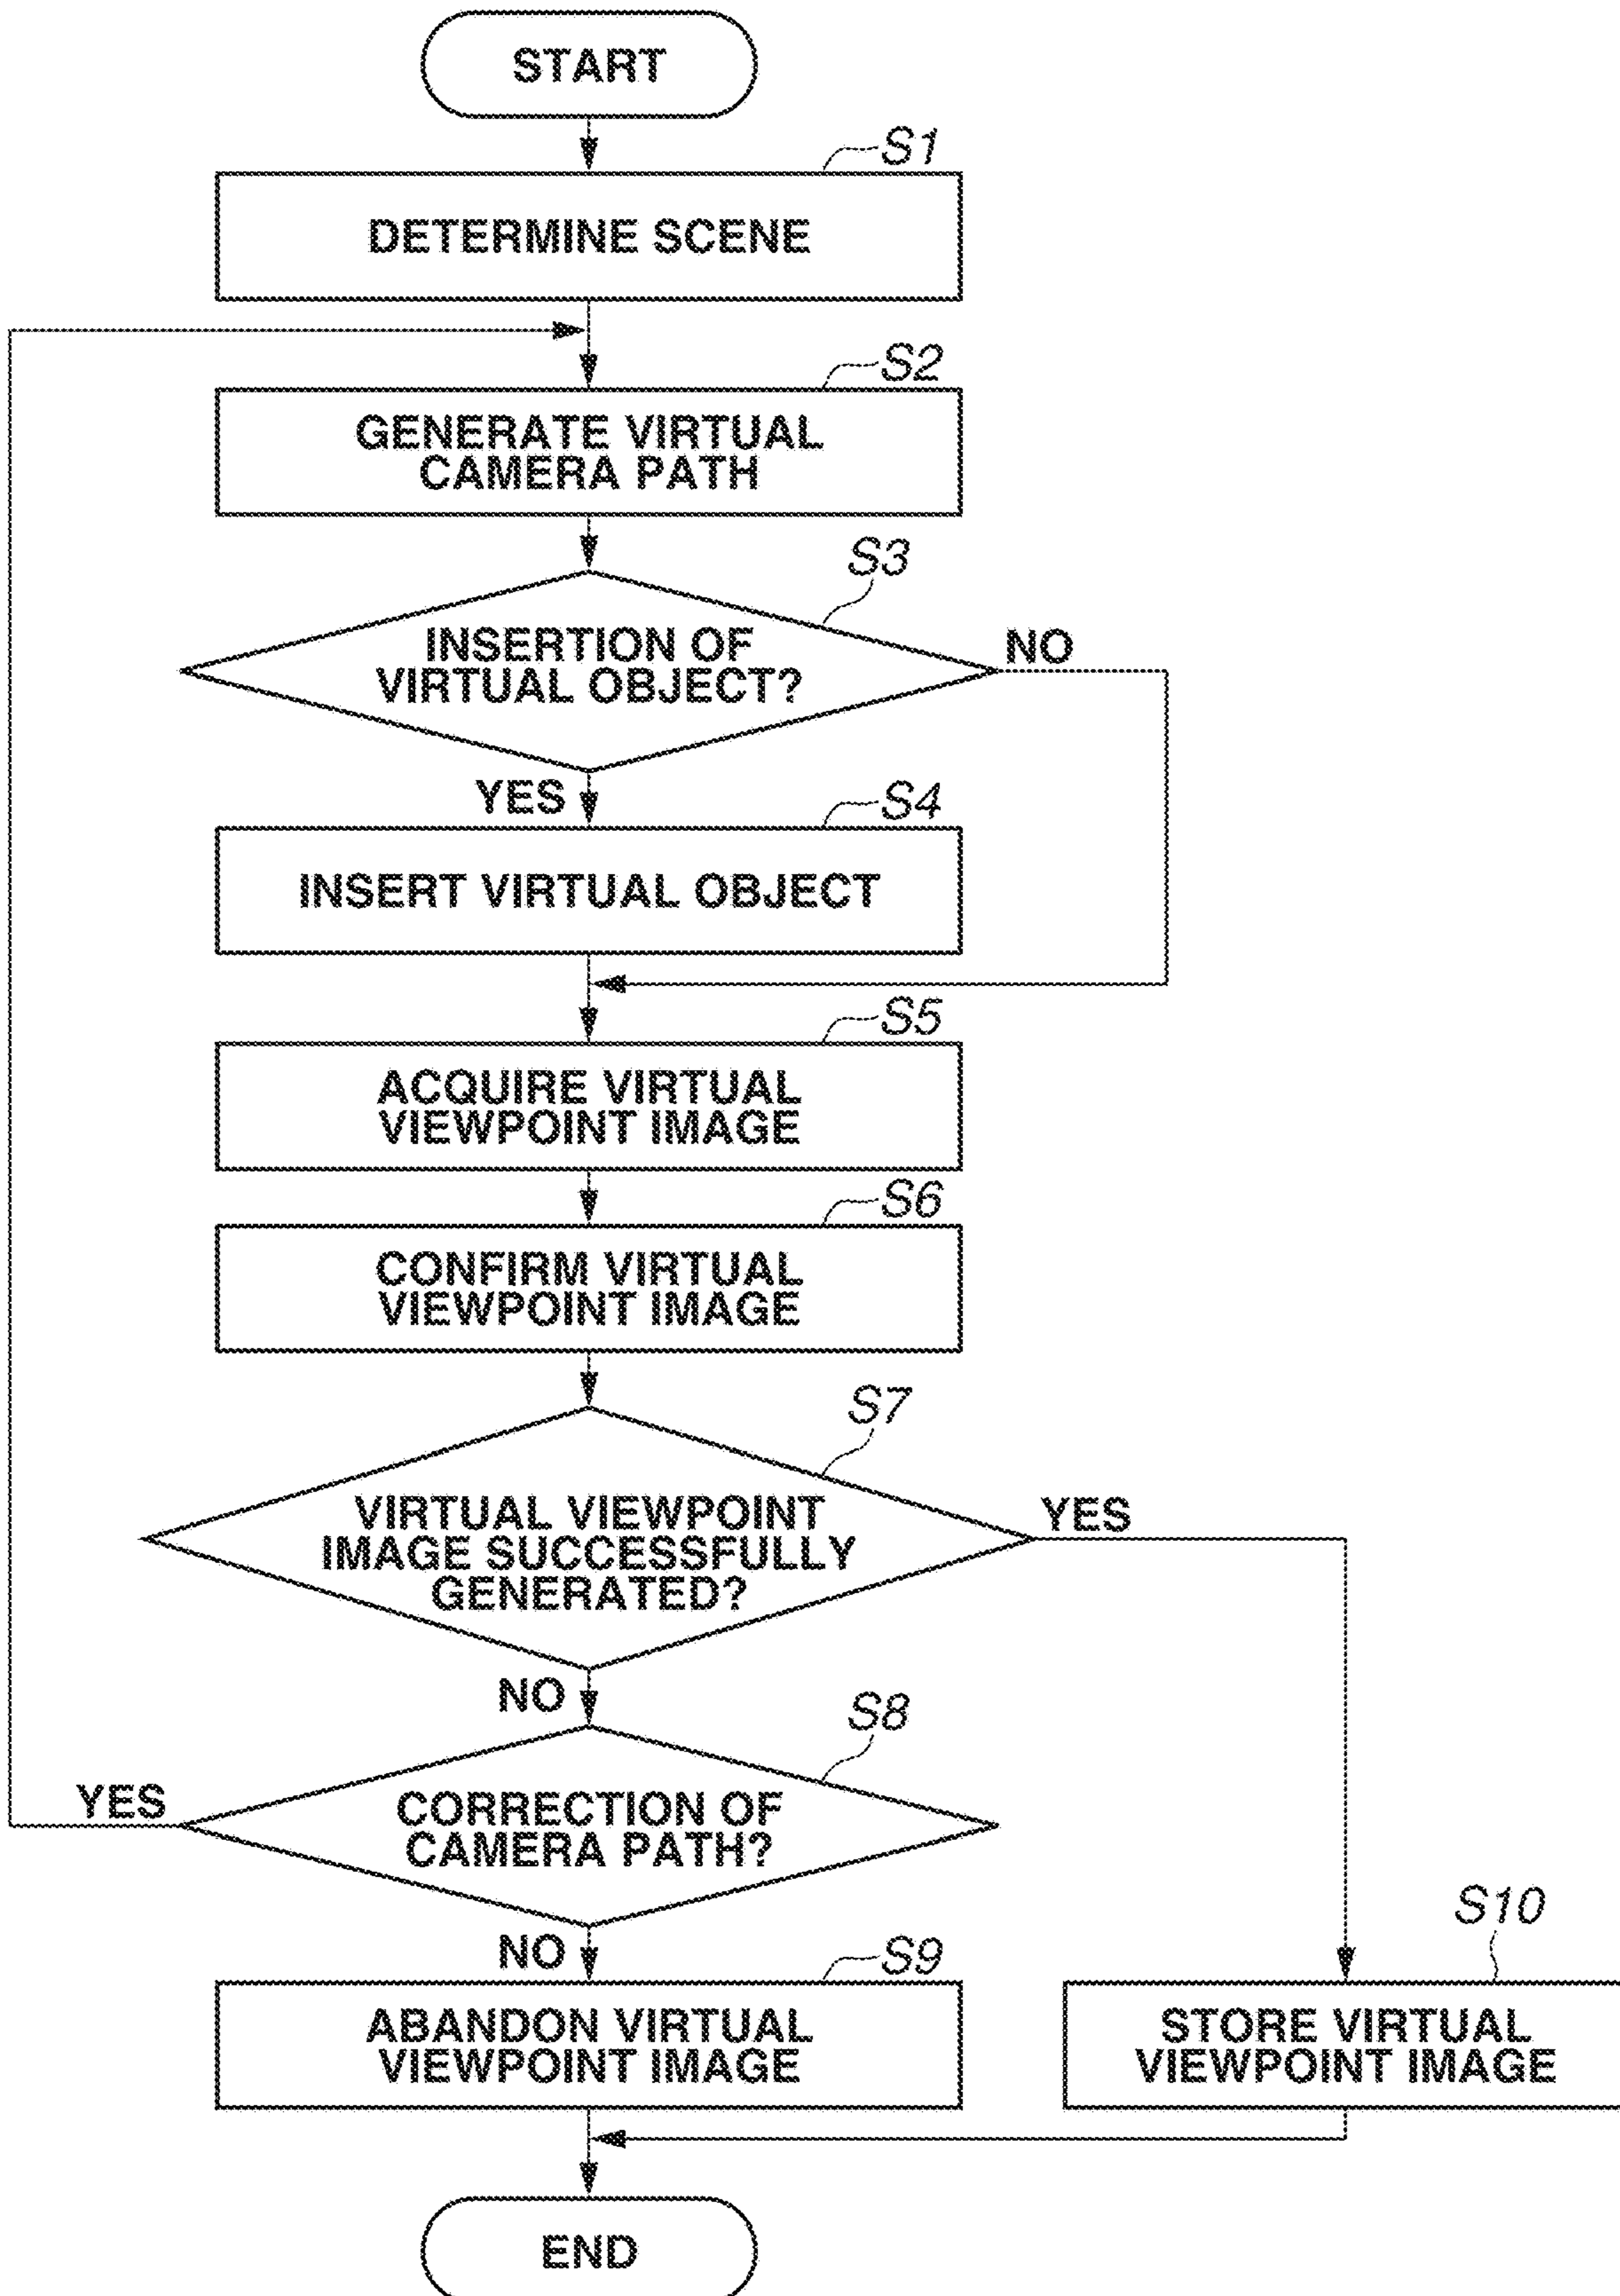 START
S1
DETERMINE SCENE
S2
GENERATE VIRTUAL
CAMERA PATH
S3
INSERTION OF
VIRTUAL OBJECT?
NO
YES
S4
INSERT VIRTUAL OBJECT
S5
ACQUIRE VIRTUAL
VIEWPOINT IMAGE
S6
CONFIRM VIRTUAL
VIEWPOINT IMAGE
S7
VIRTUAL VIEWPOINT
IMAGE SUCCESSFULLY
GENERATED?
YES
NO
S8
CORRECTION OF
CAMERA PATH?
YES
NO
S9
ABANDON VIRTUAL
VIEWPOINT IMAGE
S10
STORE VIRTUAL
VIEWPOINT IMAGE
END